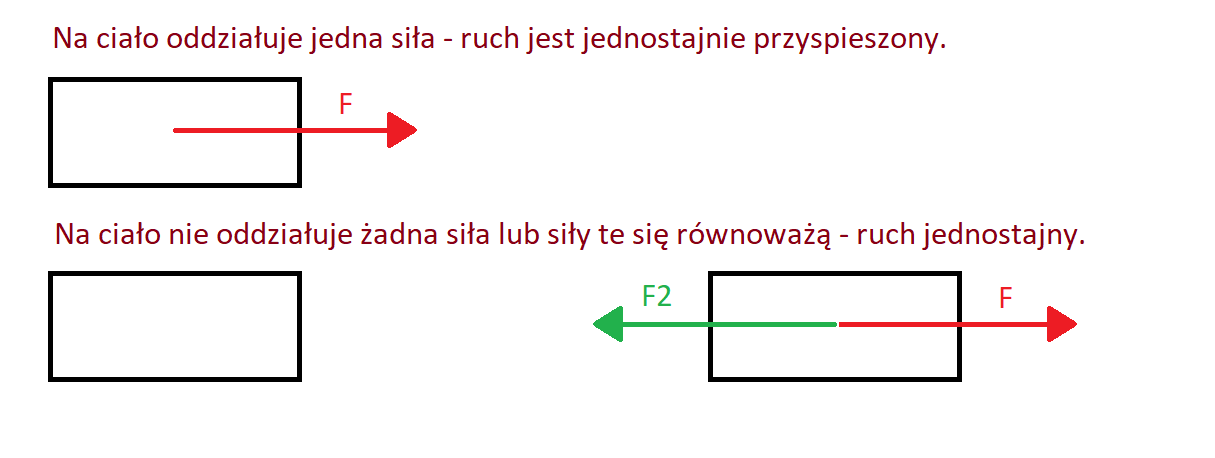 Na ciało oddziałuje jedna siła - ruch jest jednostajnie przyspieszony.
F
Na ciało nie oddziałuje żadna siła lub siły te się równoważą - ruch jednostajny.
F2
F